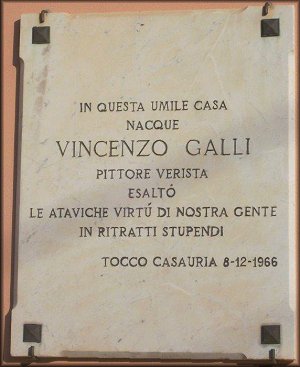 IN QUESTA UMILE CASA
NACQUE
VINCENZO GALLI
PITTORE VERISTA
ESALTÓ
LE ATAVICHE VIRTÚ DI NOSTRA GENTE
IN RITRATTI STUPENDI
TOCCO CASAURIA 8-12-1966